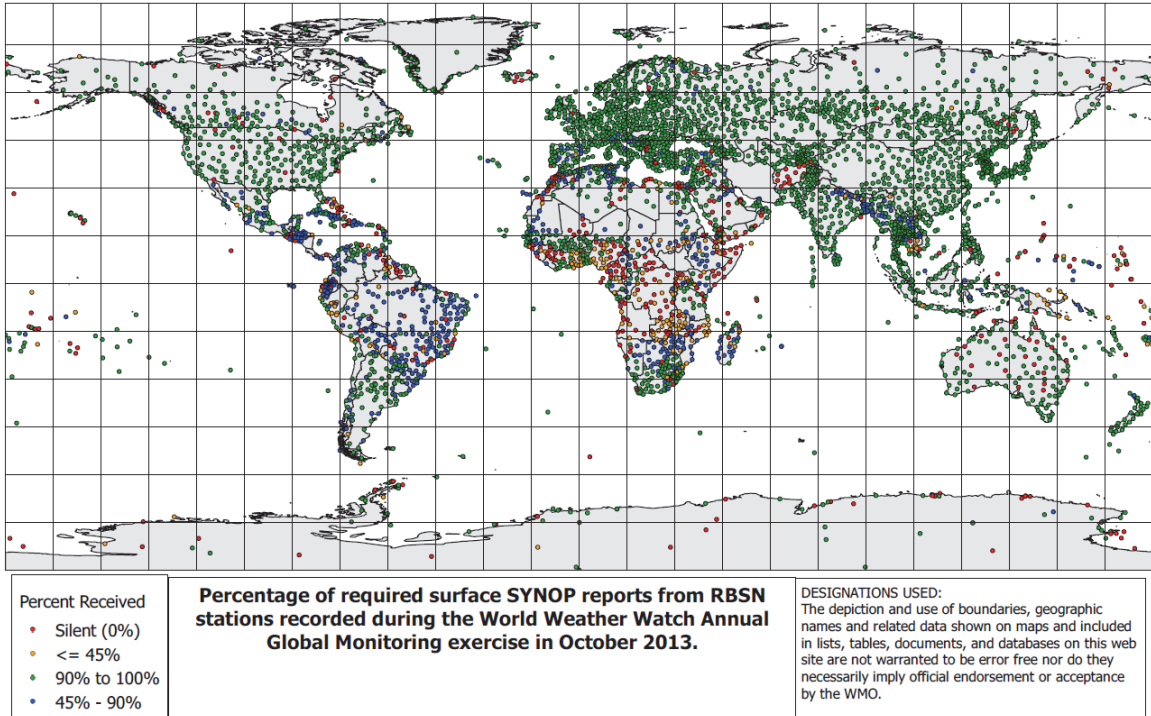 Percent Received
Silent (0%)
<= 45%
90% to 100%
45% - 90%
Percentage of required surface SYNOP reports from RBSN
stations recorded during the World Weather Watch Annual
Global Monitoring exercise in October 2013.
DESIGNATIONS USED:
The depiction and use of boundaries, geographic
names and related data shown on maps and included
in lists, tables, documents, and databases on this web
site are not warranted to be error free nor do they
necessarily imply official endorsement or acceptance
by the WMO.